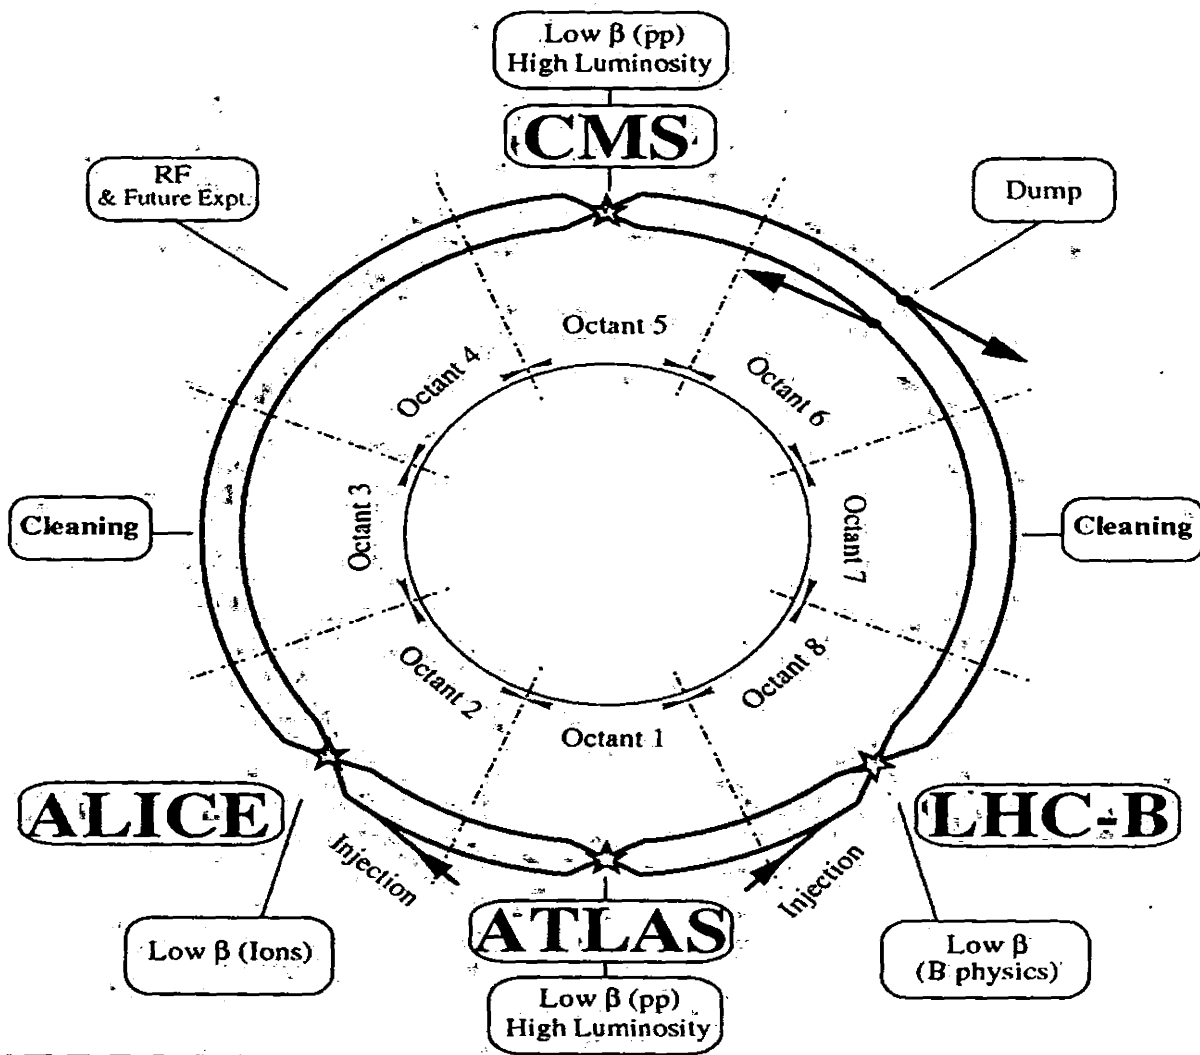 Low β (pp)
High Luminosity
CMS
RF
& Future Expt.
Dump
Octant 5
Octant 4
Octant 6
Cleaning
Octant 3
Octant 7
Cleaning
Octant 2
Octant 8
Octant 1
ALICE
LHC-B
Injection
Injection
ATLAS
Low β (Ions)
Low β
(B physics)
Low β (pp)
High Luminosity